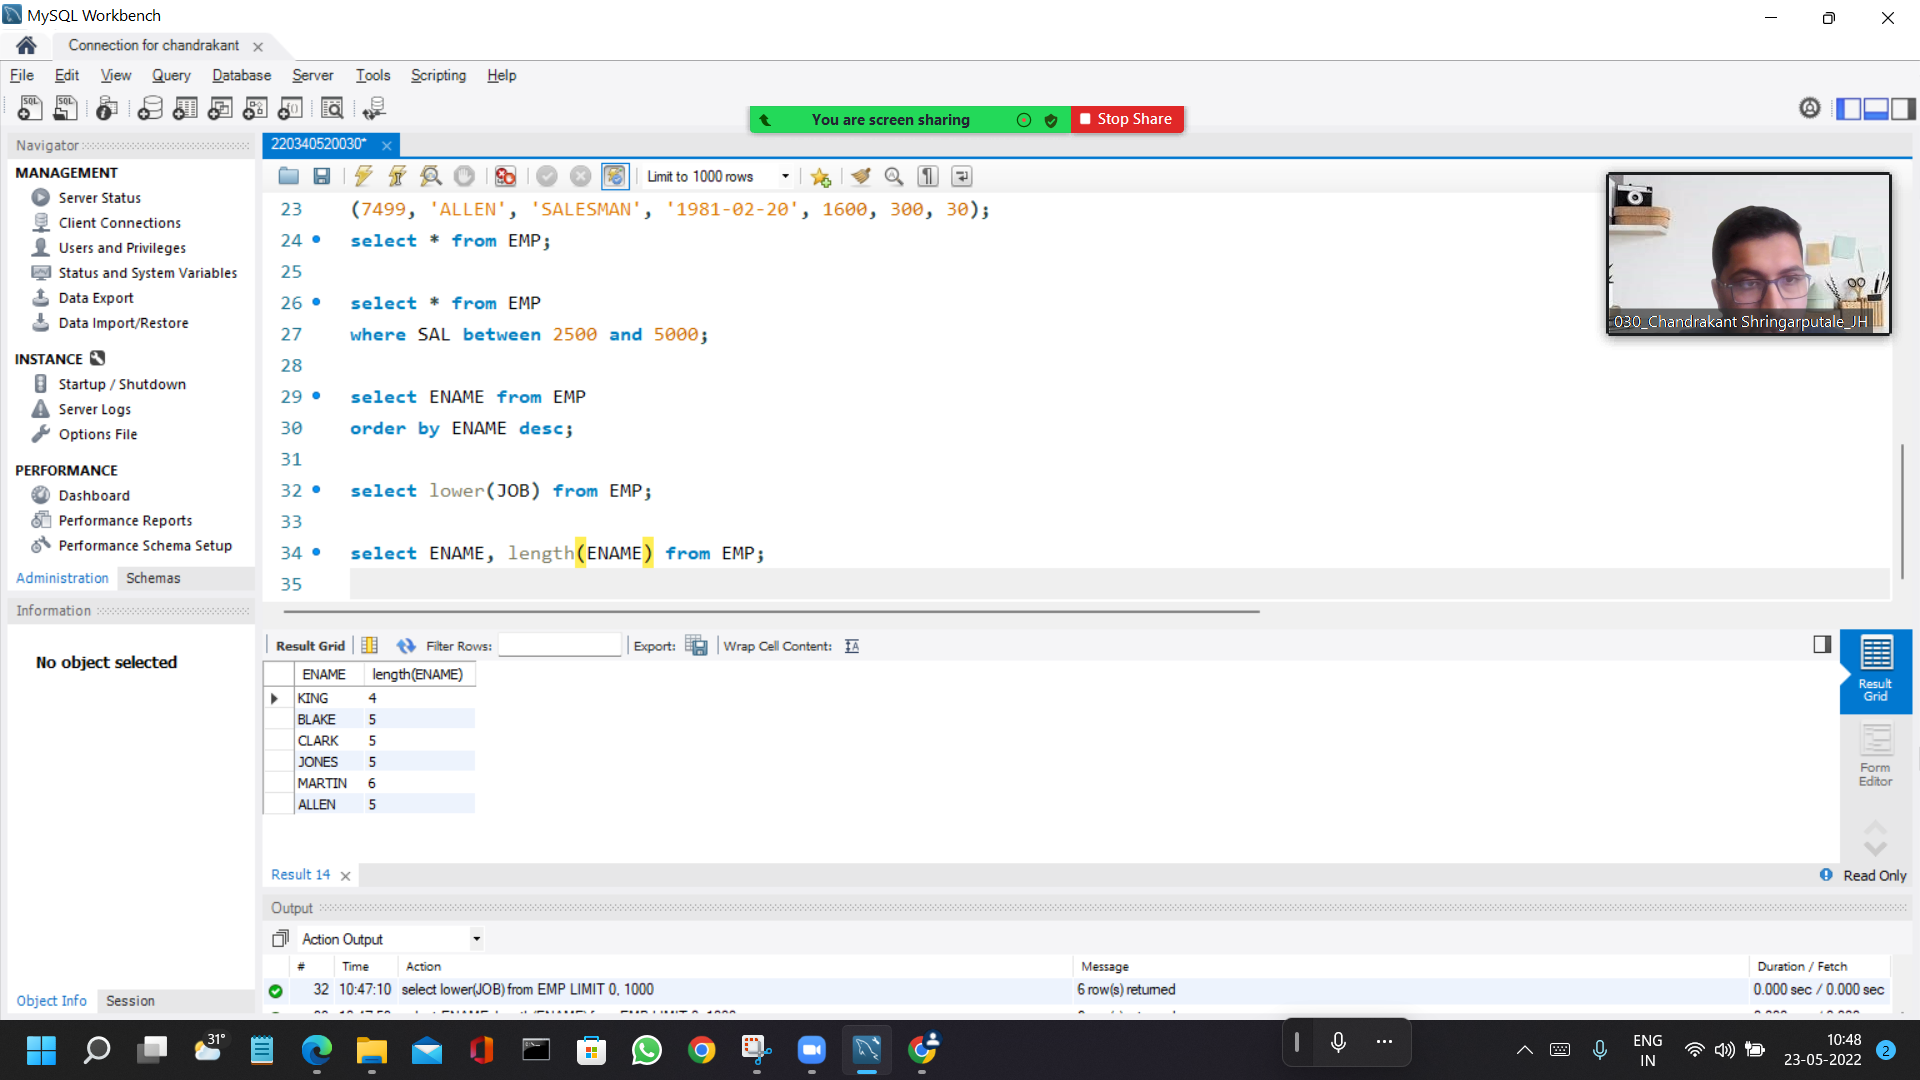 MySQL Workbench
Connection for chandrakant
File Edit View Query Database Server Tools Scripting Help
You are screen sharing
Stop Share
Navigator
MANAGEMENT
Server Status
Client Connections
Users and Privileges
Status and System Variables
Data Export
Data Import/Restore
INSTANCE
Startup / Shutdown
Server Logs
Options File
PERFORMANCE
Dashboard
Performance Reports
Performance Schema Setup
Administration Schemas
Information
No object selected
Object Info Session
220340520030*
Limit to 1000 rows
23 (7499, 'ALLEN', 'SALESMAN', '1981-02-20', 1600, 300, 30);
24 select * from EMP;
25
26 select * from EMP
27 where SAL between 2500 and 5000;
28
29 select ENAME from EMP
30 order by ENAME desc;
31
32 select lower(JOB) from EMP;
33
34 select ENAME, length(ENAME) from EMP;
35
030_Chandrakant Shringarputale_JH
Result Grid Filter Rows: Export: Wrap Cell Content:
ENAME length(ENAME)
KING 4
BLAKE 5
CLARK 5
JONES 5
MARTIN 6
ALLEN 5
Result
Grid
Form
Editor
Result 14
Read Only
Output
Action Output
# Time Action Message Duration / Fetch
32 10:47:10 select lower(JOB) from EMP LIMIT 0, 1000 6 row(s) returned 0.000 sec / 0.000 sec
31°
ENG
IN
10:48
23-05-2022
2